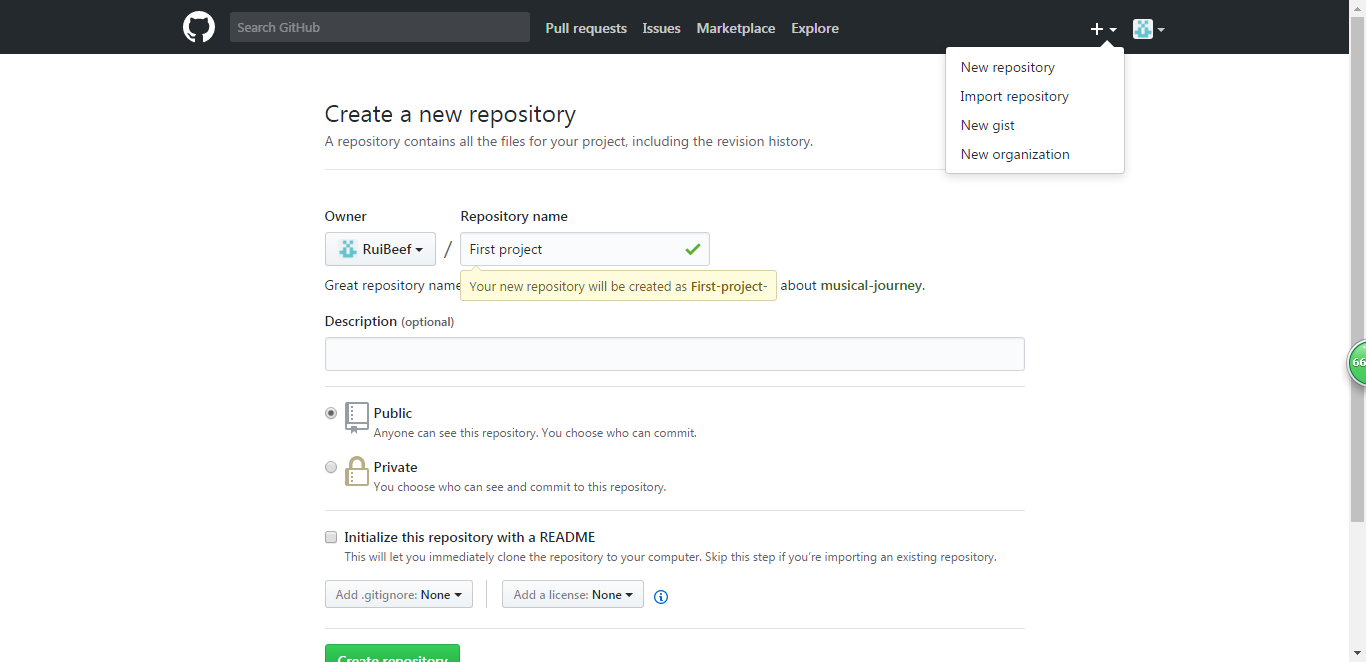 Search GitHub
Pull requests Issues Marketplace Explore
New repository
Import repository
New gist
New organization
Create a new repository
A repository contains all the files for your project, including the revision history.
Owner
Repository name
RuiBeef / First project
Your new repository will be created as First-project-
Great repository name about musical-journey.
Description (optional)
Public
Anyone can see this repository. You choose who can commit.
Private
You choose who can see and commit to this repository.
Initialize this repository with a README
This will let you immediately clone the repository to your computer. Skip this step if you’re importing an existing repository.
Add .gitignore: None
Add a license: None
Create repository
66